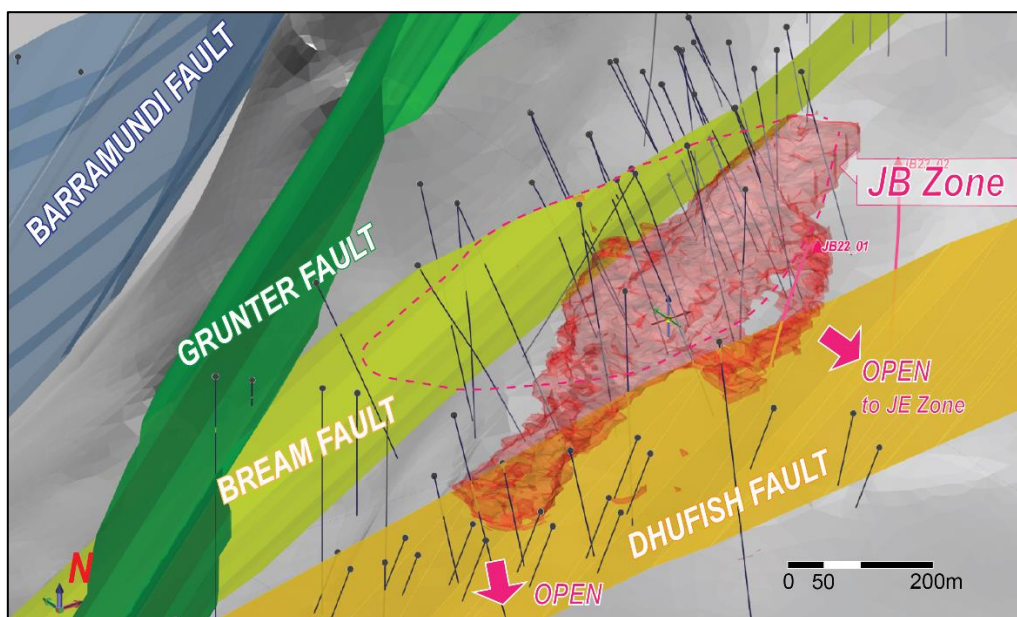 BARRAMUNDI FAULT
GRUNTER FAULT
BREAM FAULT
DHUFISH FAULT
JB22_02
JB Zone
JB22_01
OPEN
to JE Zone
OPEN
N
0 50 200m